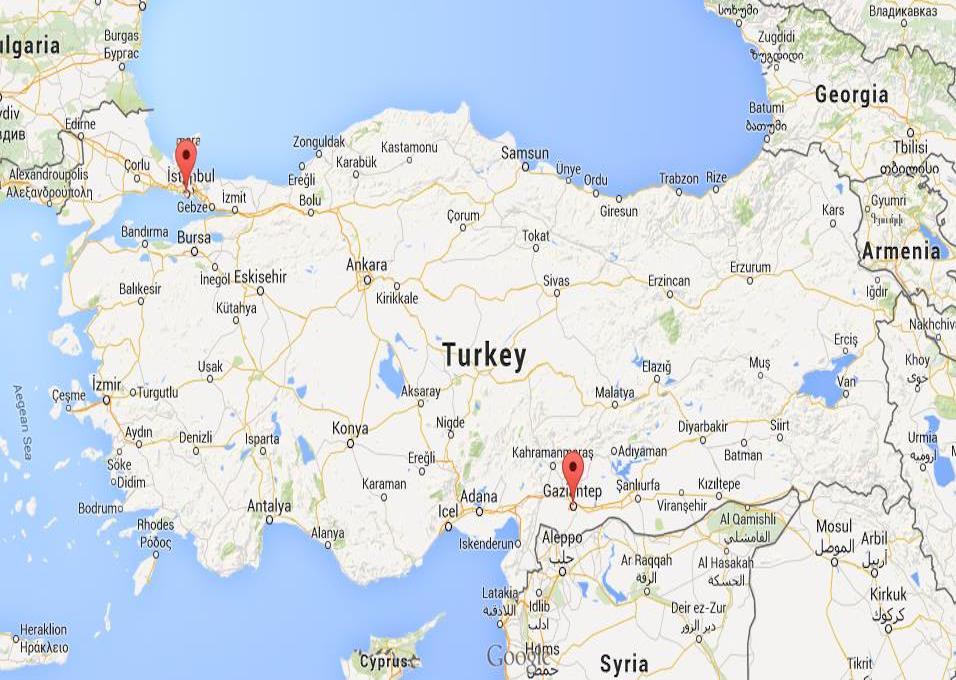 სოხუმი
Владикавказ
ulgaria
Burgas
Бургас
Zugdidi
ზუგდიდი
Georgia
Batumi
ბათუმი
Edirne
Zonguldak
Kastamonu
Karabük
Samsun
Tbilisi
თბილისი
Çorlu
İstanbul
Alexandroupolis
Αλεξανδρούπολη
Ereğli
Ünye
Ordu
Trabzon
Rize
Gebze
İzmit
Bolu
Giresun
Kars
Gyumri
Գյումրի
Çorum
Bandırma
Bursa
Tokat
Armenia
İnegöl
Eskisehir
Ankara
Erzurum
Balıkesir
Kirikkale
Sivas
Erzincan
Iğdır
Kütahya
Nakhchiv
Turkey
Erciş
Usak
Elazığ
Muş
Khoy
خوی
Çeşme
İzmir
Turgutlu
Aksaray
Malatya
Van
Aegean Sea
Aydın
Denizli
Isparta
Konya
Nigde
Diyarbakir
Siirt
Söke
Didim
Ereğli
Kahramanmaraş
Adıyaman
Batman
Urmia
ارومیه
Bodrum
Karaman
Adana
Gaziantep
Şanlıurfa
Kızıltepe
Antalya
Icel
Viranşehir
Rhodes
Ρόδος
Alanya
Iskenderun
Aleppo
حلب
Al Qamishli
القامشلي
Mosul
الموصل
Arbil
أربيل
Ar Raqqah
الرقة
Al Hasakah
الحسكة
Latakia
اللاذقية
Idlib
ادلب
Deir ez-Zur
دير الزور
Kirkuk
كركوك
Heraklion
Ηράκλειο
Cyprus
Google
Homs
حمص
Syria
Tikrit